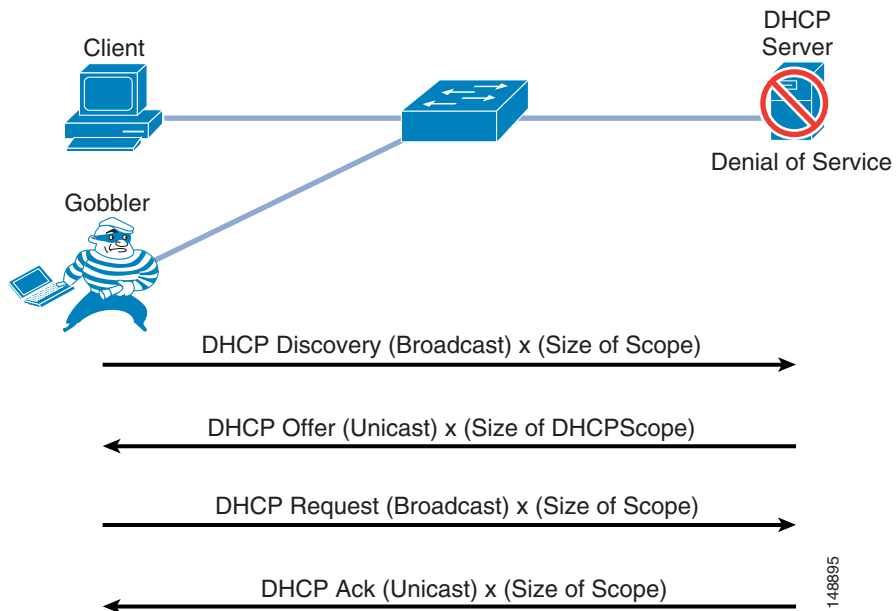 Client
DHCP
Server
Denial of Service
Gobbler
DHCP Discovery (Broadcast) x (Size of Scope)
DHCP Offer (Unicast) x (Size of DHCPScope)
DHCP Request (Broadcast) x (Size of Scope)
DHCP Ack (Unicast) x (Size of Scope)
148895